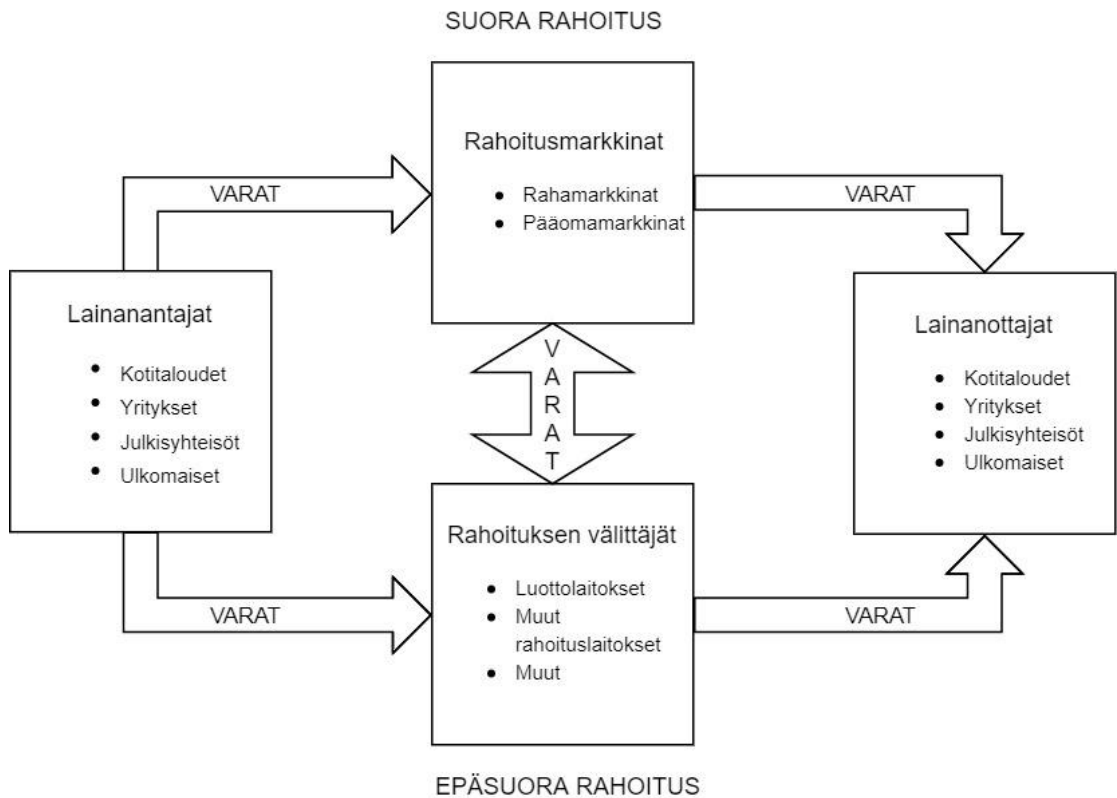 SUORA RAHOITUS
Rahoitusmarkkinat
Rahamarkkinat
Pääomamarkkinat
VARAT
VARAT
Lainanantajat
Kotitaloudet
Yritykset
Julkisyhteisöt
Ulkomaiset
VARAT
Lainanottajat
Kotitaloudet
Yritykset
Julkisyhteisöt
Ulkomaiset
Rahoituksen välittäjät
Luottolaitokset
Muut
rahoituslaitokset
Muut
VARAT
VARAT
EPÄSUORA RAHOITUS